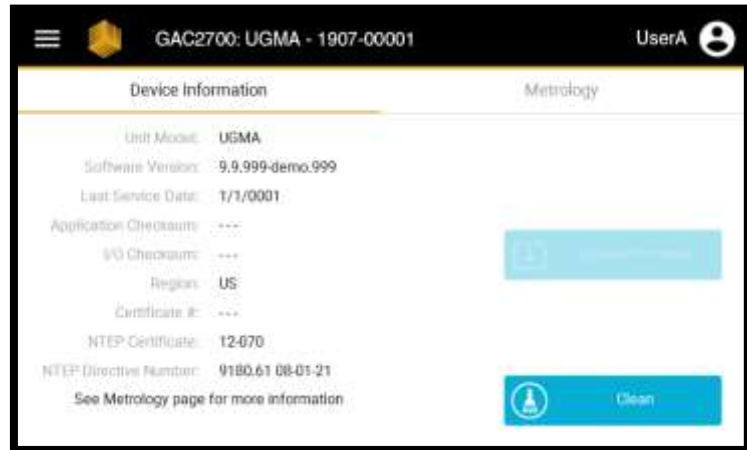 GAC2700: UGMA - 1907-00001 UserA
Device Information Metrology
Unit Model: UGMA
Software Version: 9.9.999-demo.999
Last Service Date: 1/1/0001
Application Checksum: ---
I/O Checksum: ---
Region: US
Certificate #: ---
NTEP Certificate: 12-070
NTEP Directive Number: 9180.61 08-01-21
See Metrology page for more information
Clean